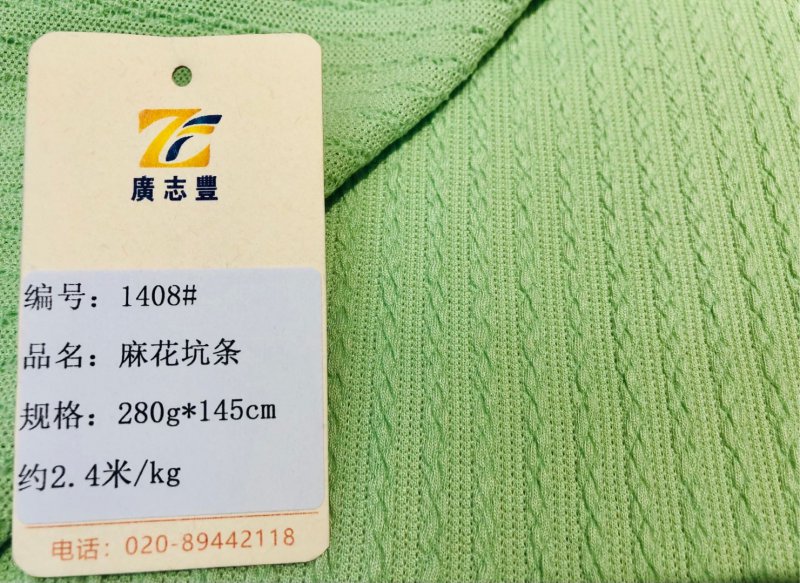 廣志豐
编号：1408#
品名：麻花坑条
规格：280g*145cm
约2.4米/kg
电话：020-89442118